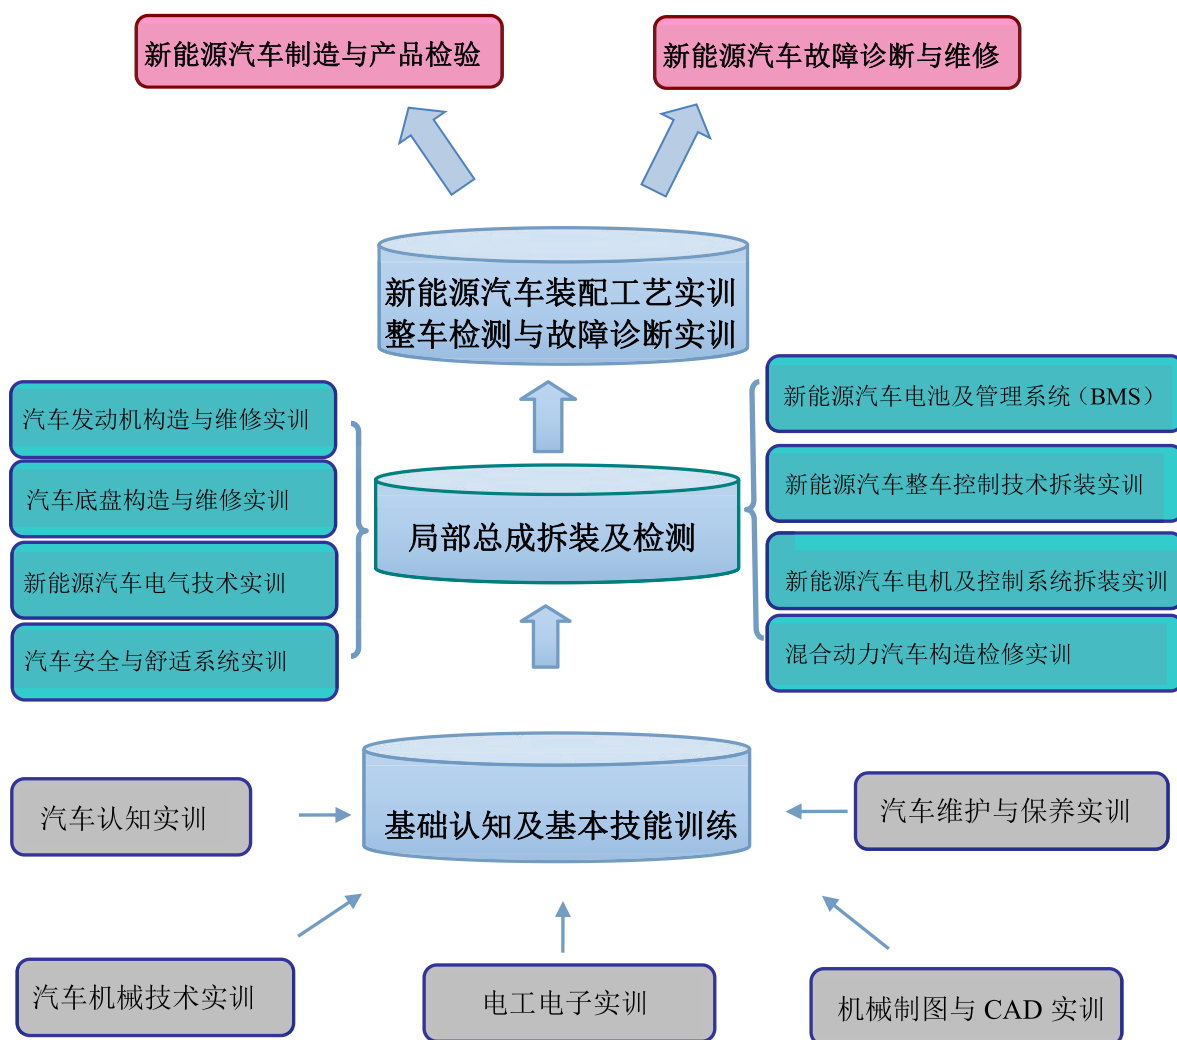 新能源汽车制造与产品检验
新能源汽车故障诊断与维修
新能源汽车装配工艺实训
整车检测与故障诊断实训
汽车发动机构造与维修实训
汽车底盘构造与维修实训
新能源汽车电气技术实训
汽车安全与舒适系统实训
局部总成拆装及检测
新能源汽车电池及管理系统（BMS）
新能源汽车整车控制技术拆装实训
新能源汽车电机及控制系统拆装实训
混合动力汽车构造检修实训
汽车认知实训
基础认知及基本技能训练
汽车维护与保养实训
汽车机械技术实训
电工电子实训
机械制图与 CAD 实训